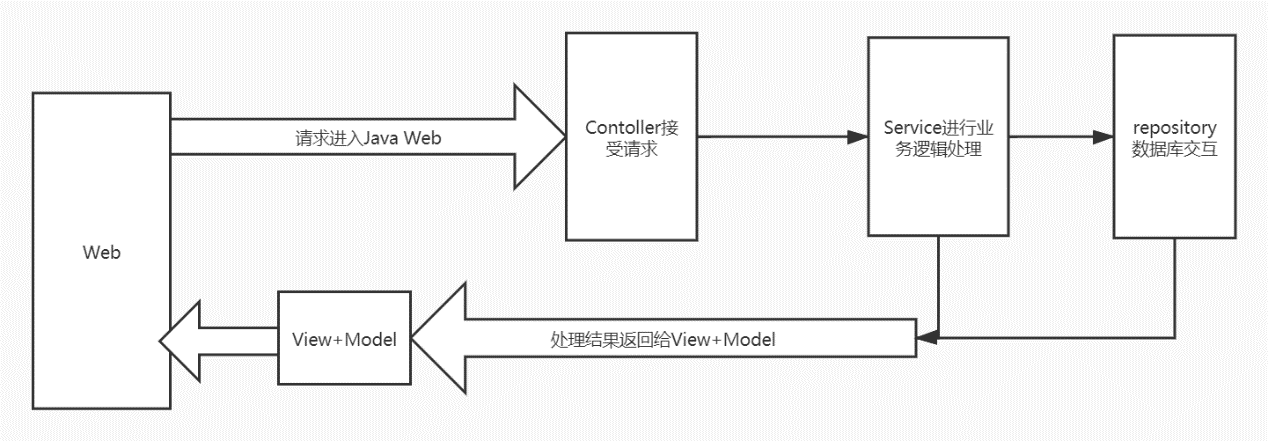 请求进入Java Web
Contoller接
受请求
Service进行业
务逻辑处理
repository
数据库交互
Web
View+Model
处理结果返回给View+Model